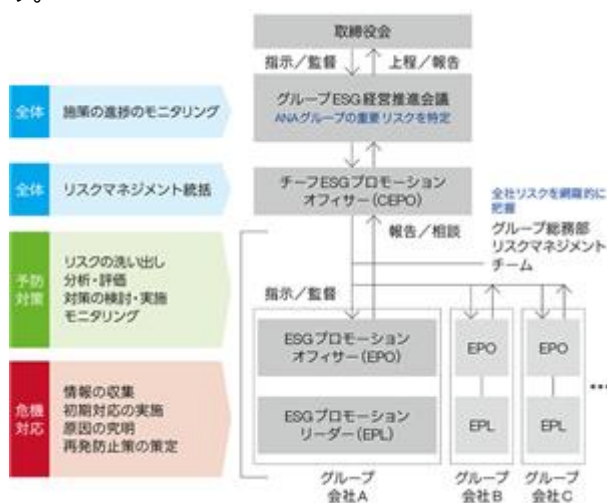 す。
取締役会
指示／監督
上程／報告
全体
施策の進捗のモニタリング
グループESG経営推進会議
ANAグループの重要リスクを特定
全体
リスクマネジメント統括
チーフESGプロモーション
オフィサー（CEPO）
全社リスクを網羅的に
把握
グループ総務部
リスクマネジメント
チーム
報告／相談
予防
対策
リスクの洗い出し
分析・評価
対策の検討・実施
モニタリング
指示／監督
ESGプロモーション
オフィサー（EPO）
EPO
EPO
危機
対応
情報の収集
初期対応の実施
原因の究明
再発防止策の策定
ESGプロモーション
リーダー（EPL）
EPL
EPL
…
グループ
会社A
グループ
会社B
グループ
会社C